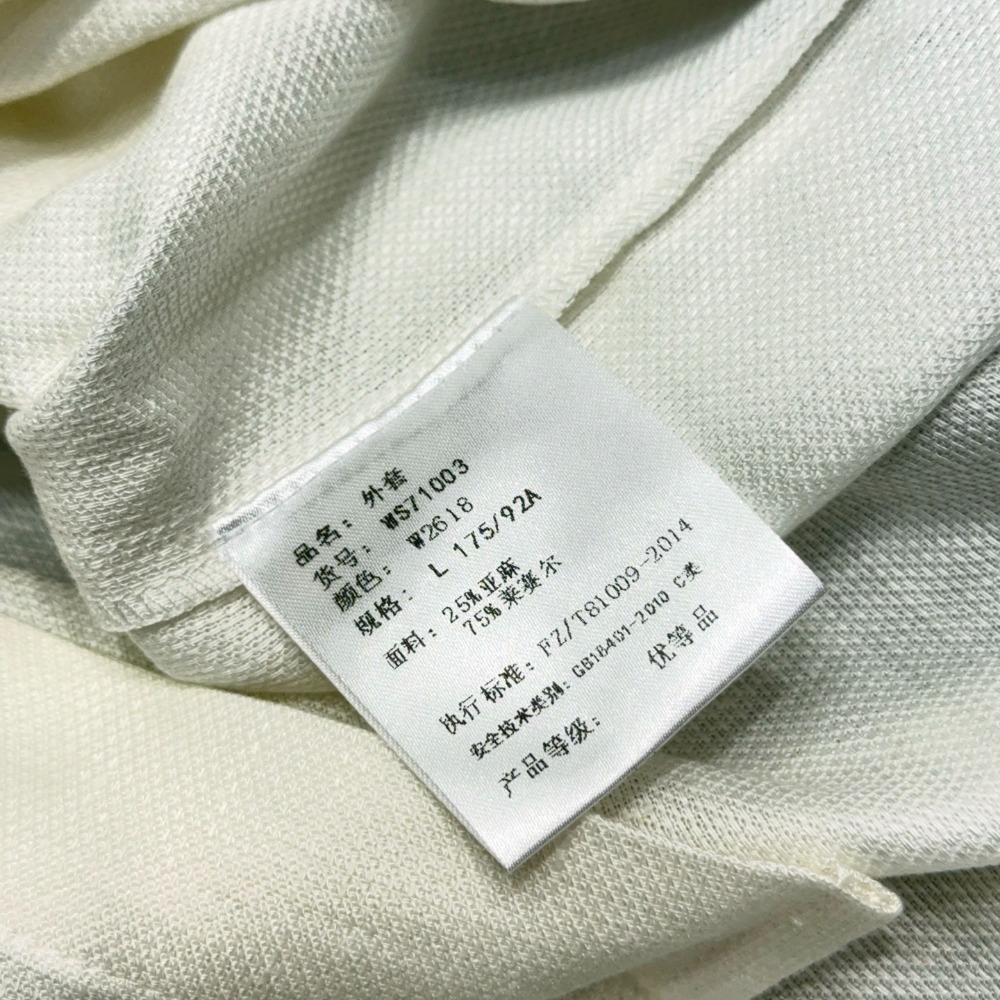 品名: 外套
货号: WS71003
颜色: W2618
规格: L 175/92A
面料: 25%亚麻
75%莱赛尔
执行标准: FZ/T81009-2014
安全技术类别: GB18401-2010 C类
产品等级: 优等品